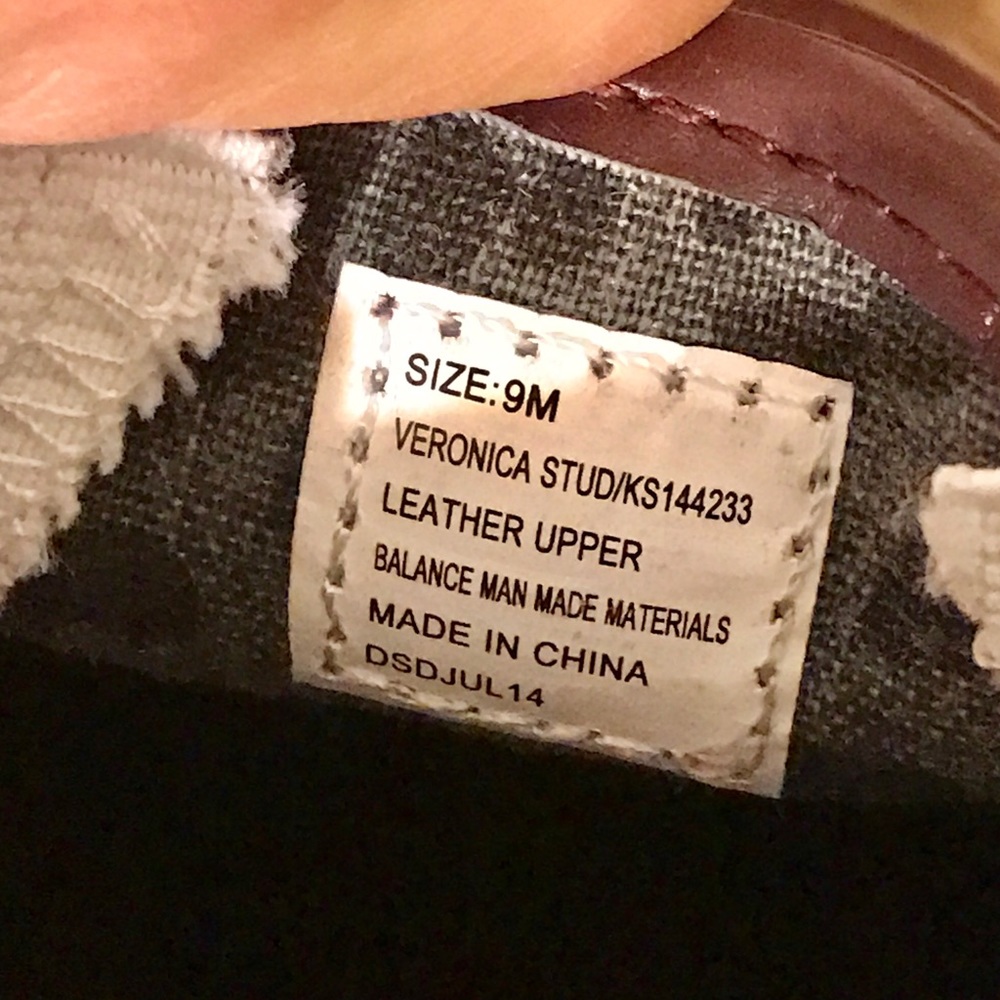 SIZE:9M
VERONICA STUD/KS144233
LEATHER UPPER
BALANCE MAN MADE MATERIALS
MADE IN CHINA
DSDJUL14